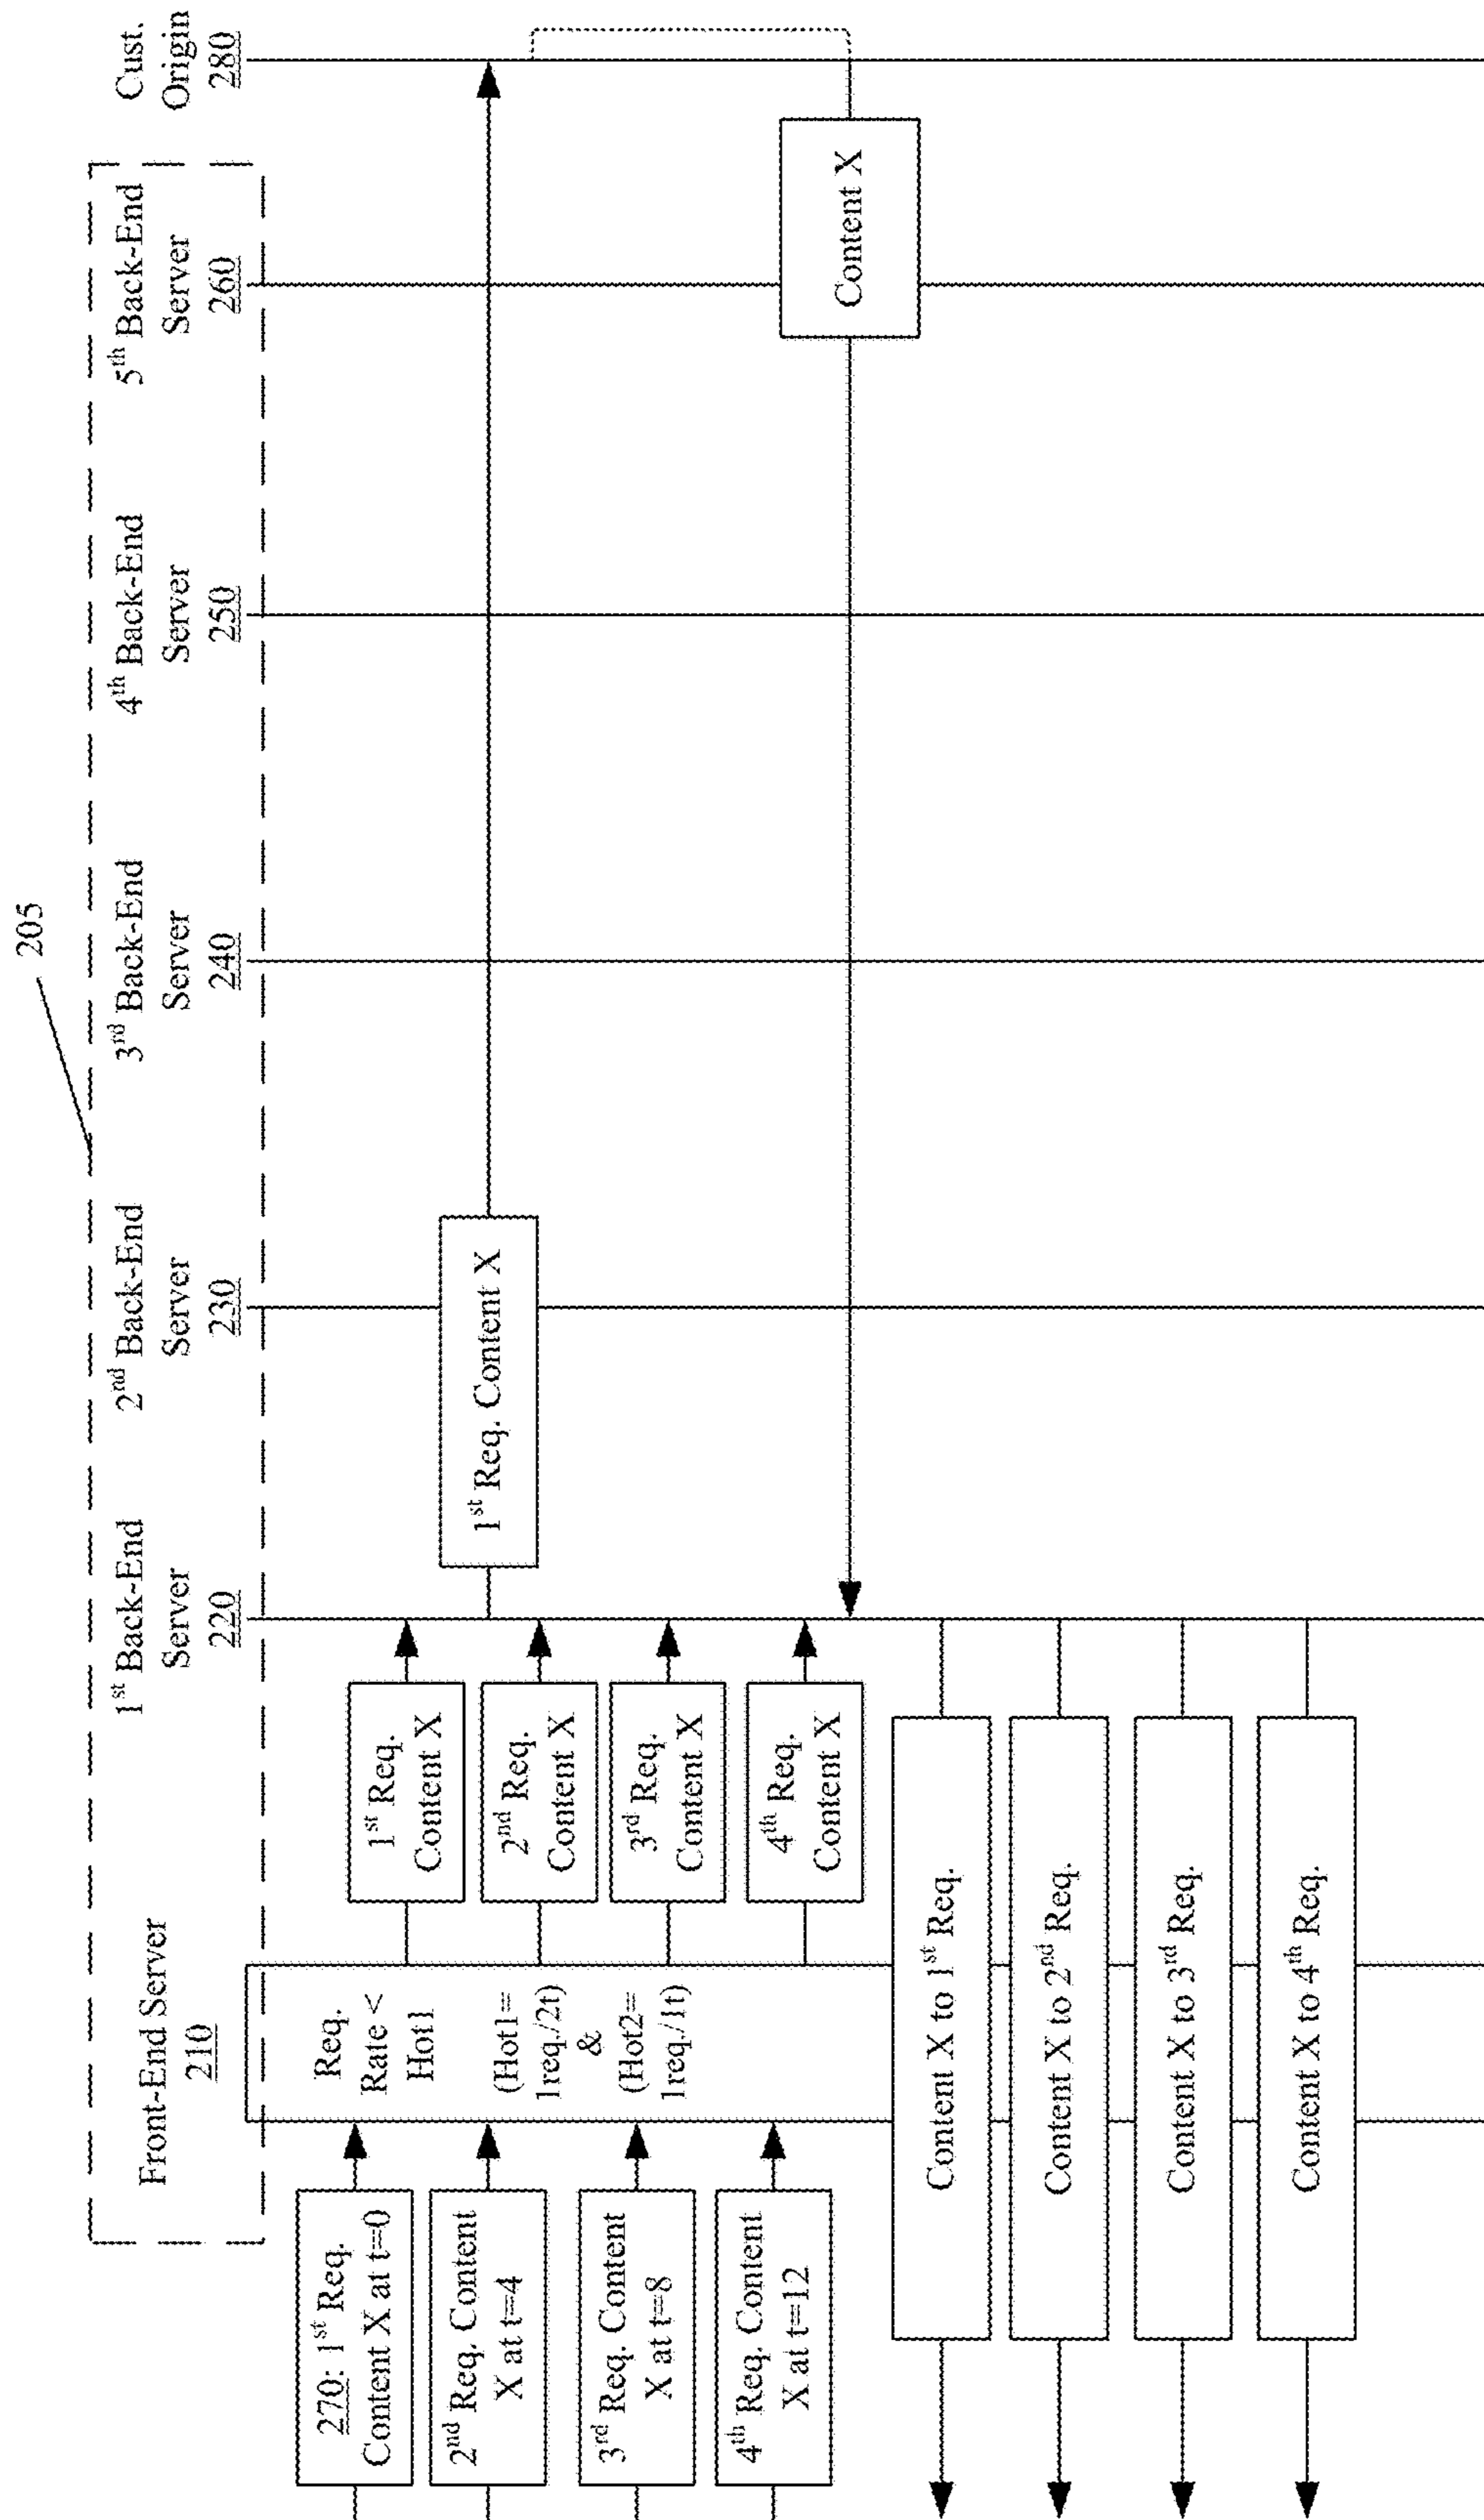 205
Front-End Server
210
1st Back-End
Server
220
2nd Back-End
Server
230
3rd Back-End
Server
240
4th Back-End
Server
250
5th Back-End
Server
260
Cust.
Origin
280
270: 1st Req.
Content X at t=0
2nd Req. Content
X at t=4
3rd Req. Content
X at t=8
4th Req. Content
X at t=12
Req.
Rate <
Hot1
(Hot1=
1req./2t)
&
(Hot2=
1req./1t)
1st Req.
Content X
2nd Req.
Content X
3rd Req.
Content X
4th Req.
Content X
1st Req. Content X
Content X
Content X to 1st Req.
Content X to 2nd Req.
Content X to 3rd Req.
Content X to 4th Req.